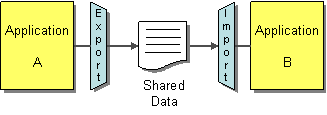 Application
A
Export
Shared
Data
Import
Application
B